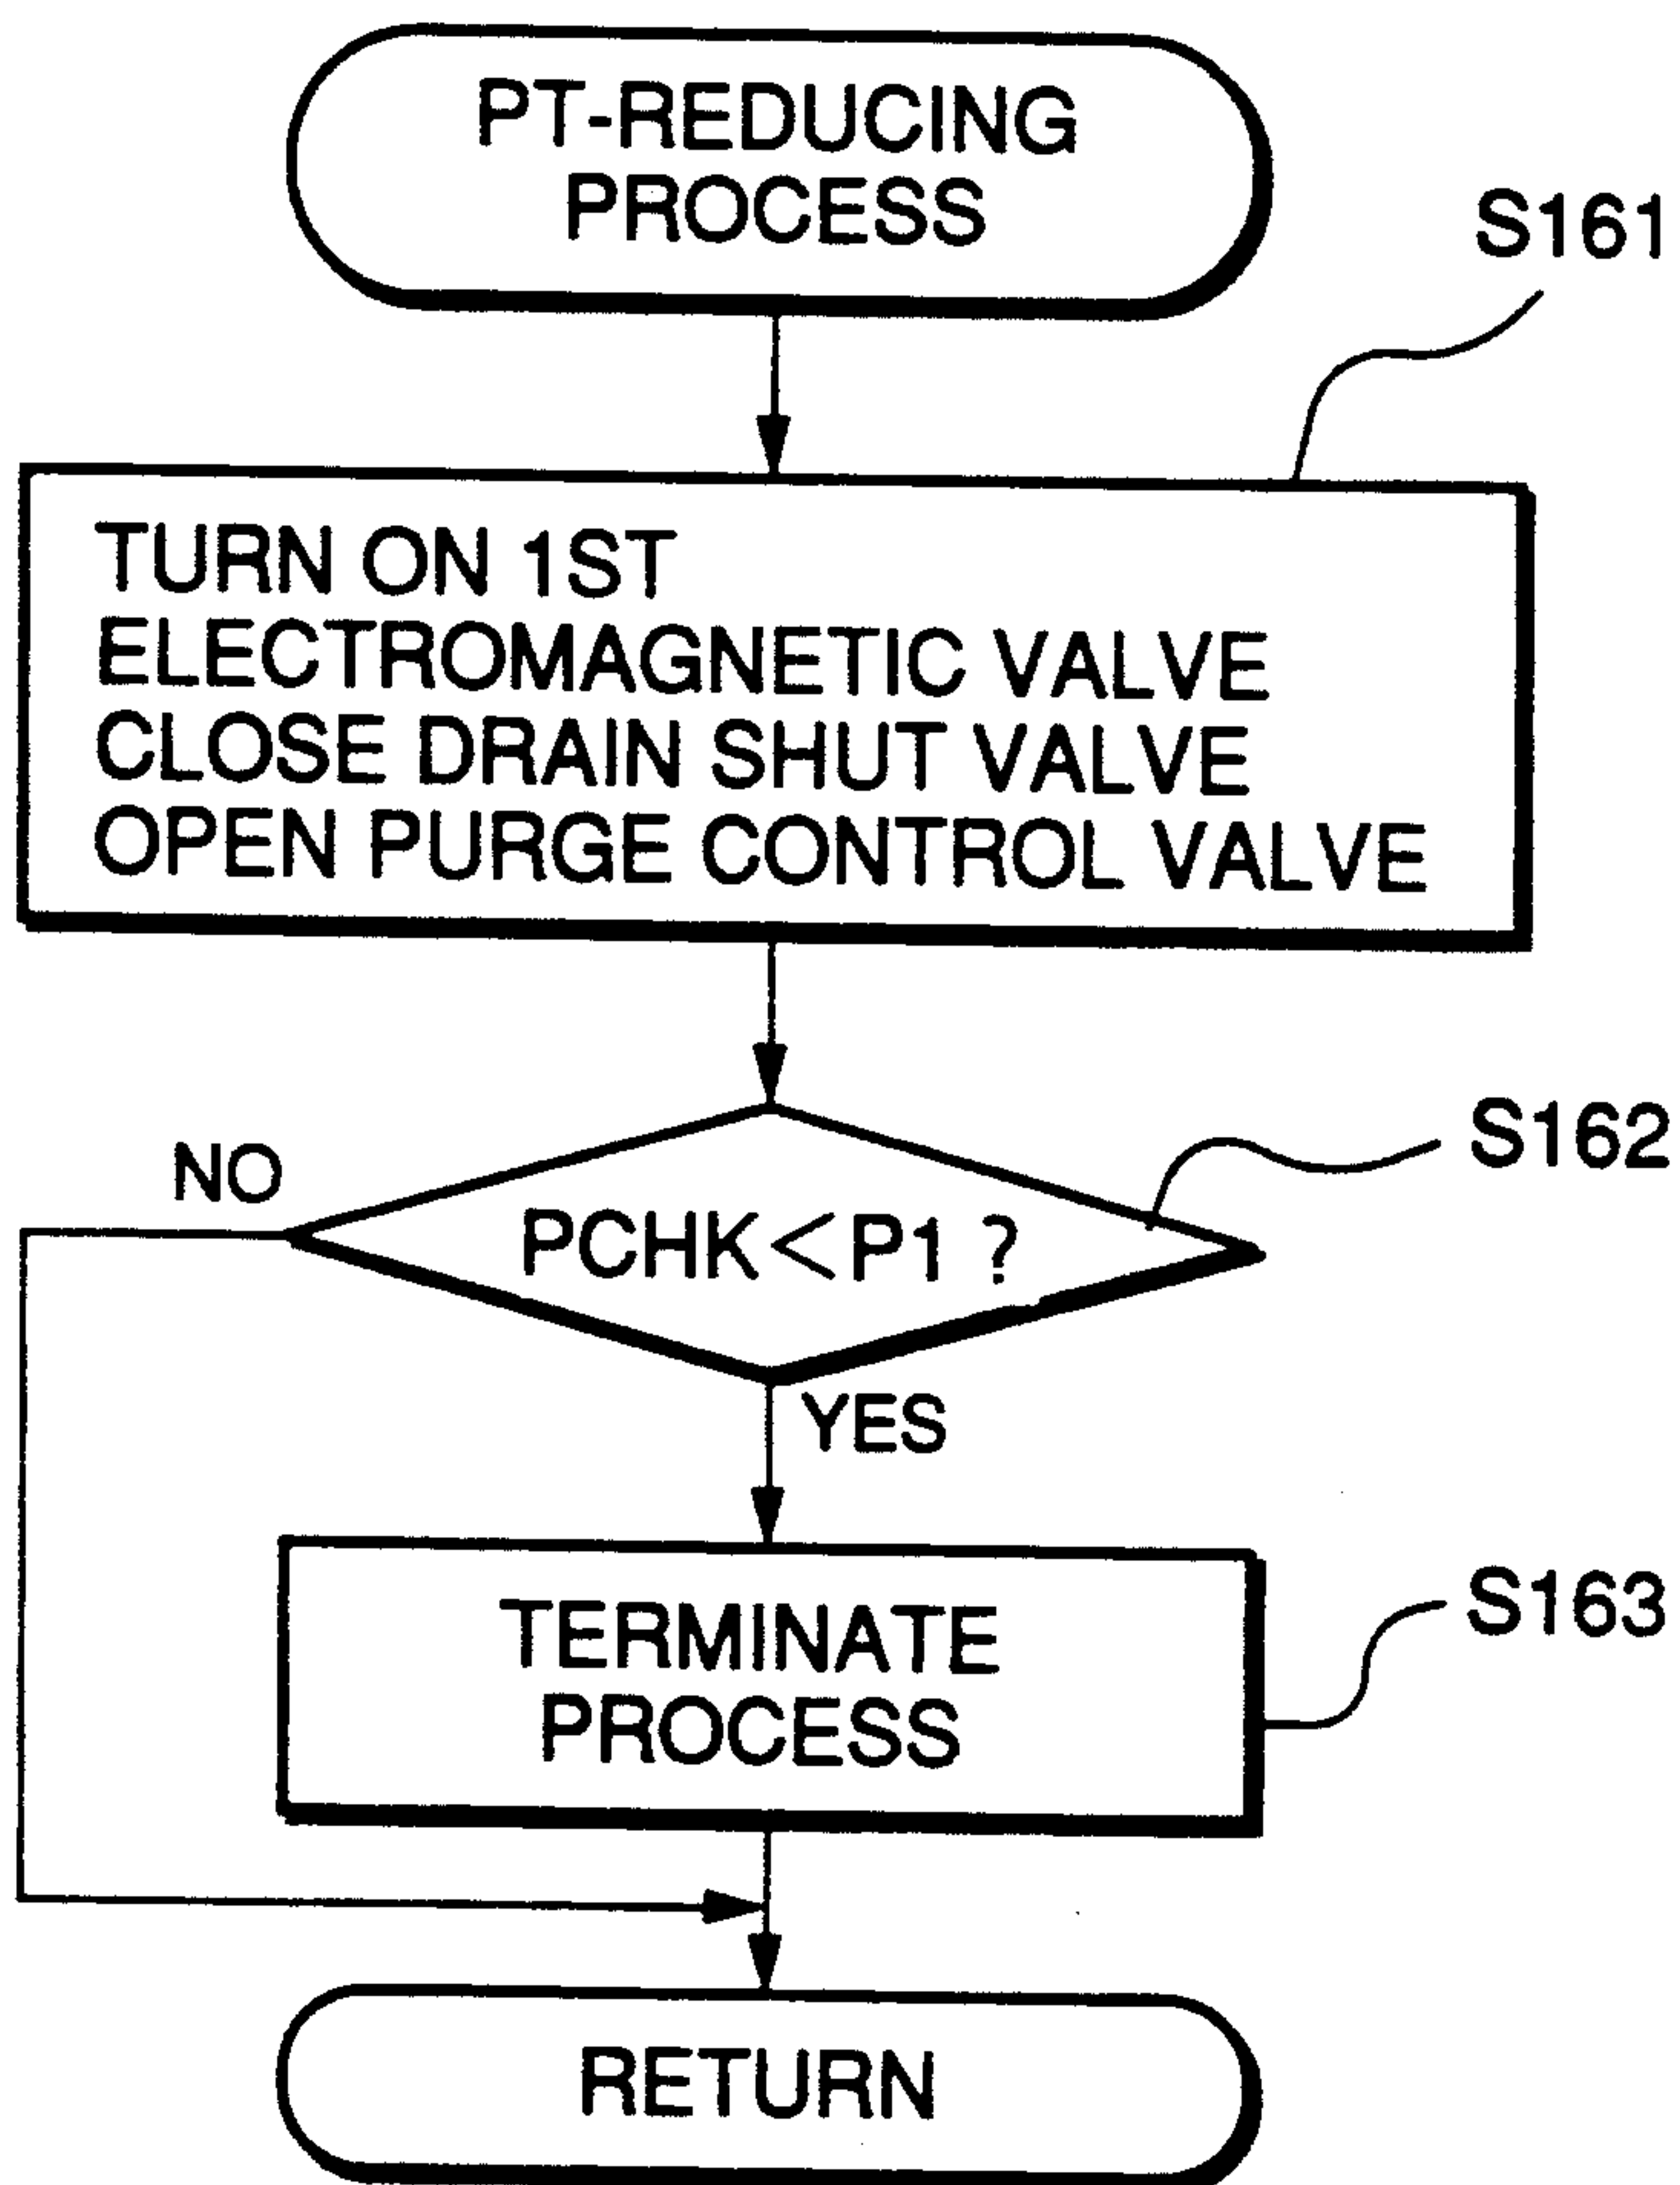 PT-REDUCING
PROCESS
S161
TURN ON 1ST
ELECTROMAGNETIC VALVE
CLOSE DRAIN SHUT VALVE
OPEN PURGE CONTROL VALVE
S162
NO
PCHK<P1 ?
YES
TERMINATE
PROCESS
S163
RETURN